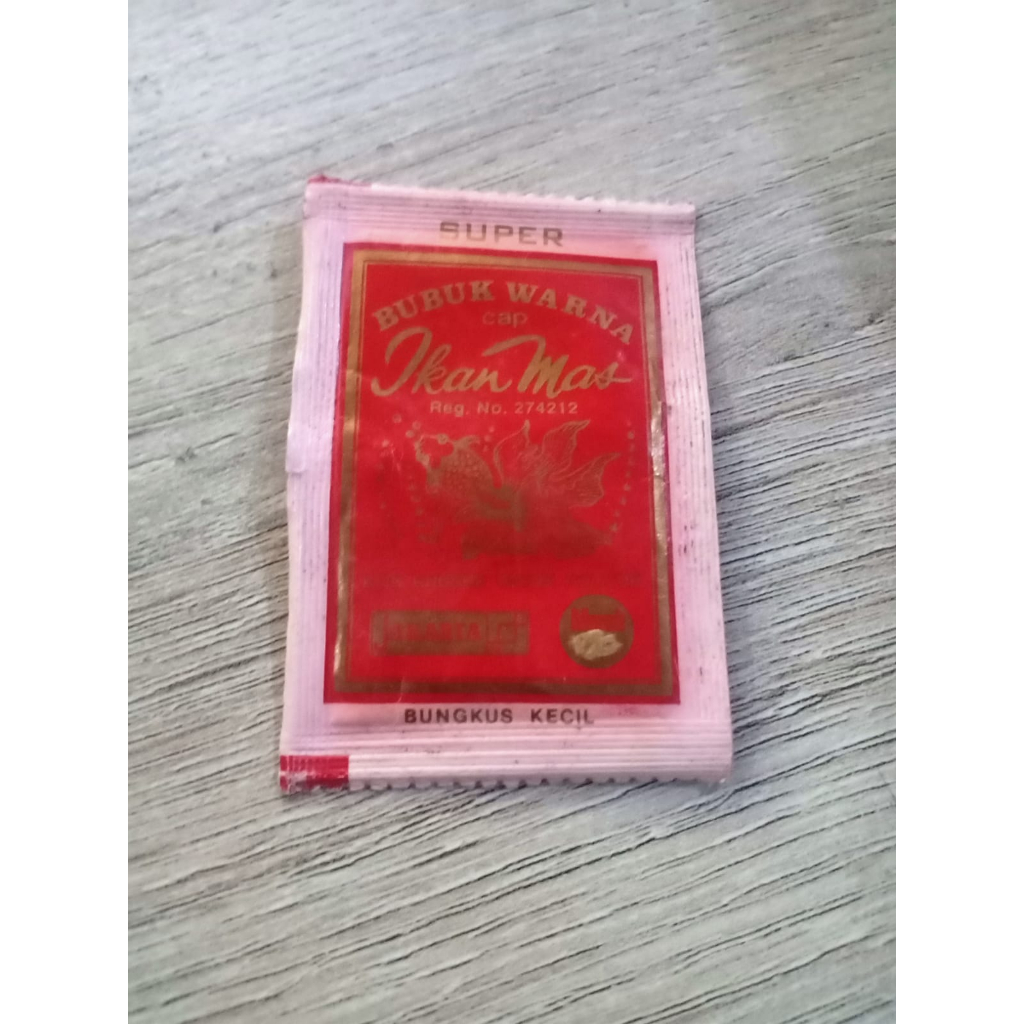 SUPER
BUBUK WARNA
cap
Ikan Mas
Reg. No. 274212
BUNGKUS KECIL